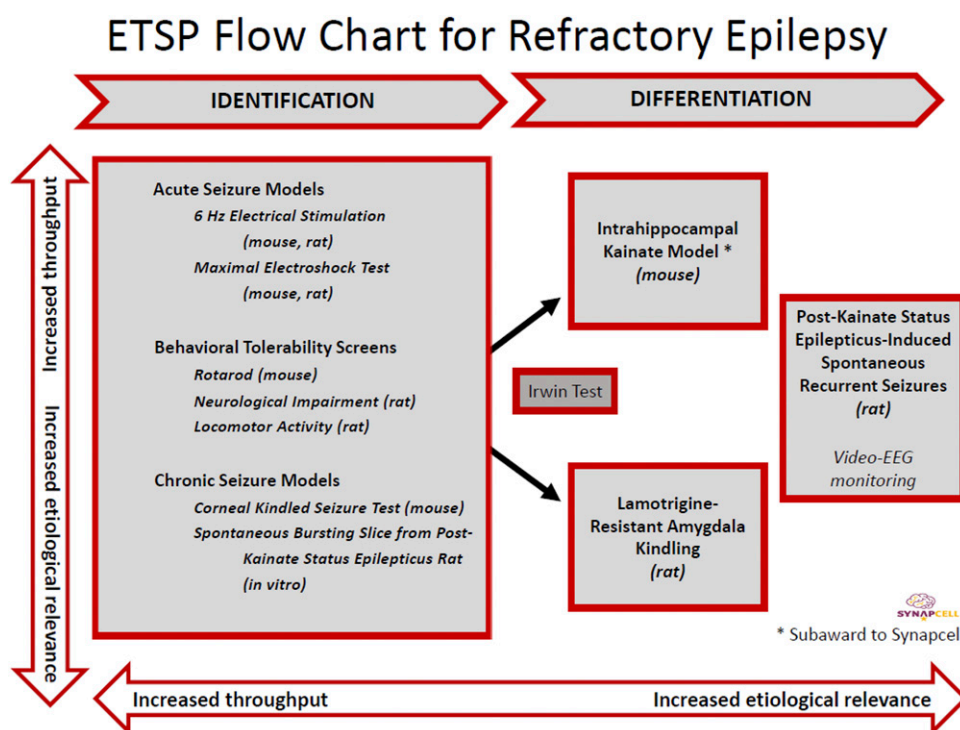 ETSP Flow Chart for Refractory Epilepsy
IDENTIFICATION
DIFFERENTIATION
Increased throughput
Increased etiological relevance
Acute Seizure Models
6 Hz Electrical Stimulation
(mouse, rat)
Maximal Electroshock Test
(mouse, rat)
Behavioral Tolerability Screens
Rotarod (mouse)
Neurological Impairment (rat)
Locomotor Activity (rat)
Chronic Seizure Models
Corneal Kindled Seizure Test (mouse)
Spontaneous Bursting Slice from Post-
Kainate Status Epilepticus Rat
(in vitro)
Intrahippocampal
Kainate Model *
(mouse)
Irwin Test
Lamotrigine-
Resistant Amygdala
Kindling
(rat)
Post-Kainate Status
Epilepticus-Induced
Spontaneous
Recurrent Seizures
(rat)
Video-EEG
monitoring
SYNAPCELL
* Subaward to Synapcell
Increased throughput
Increased etiological relevance